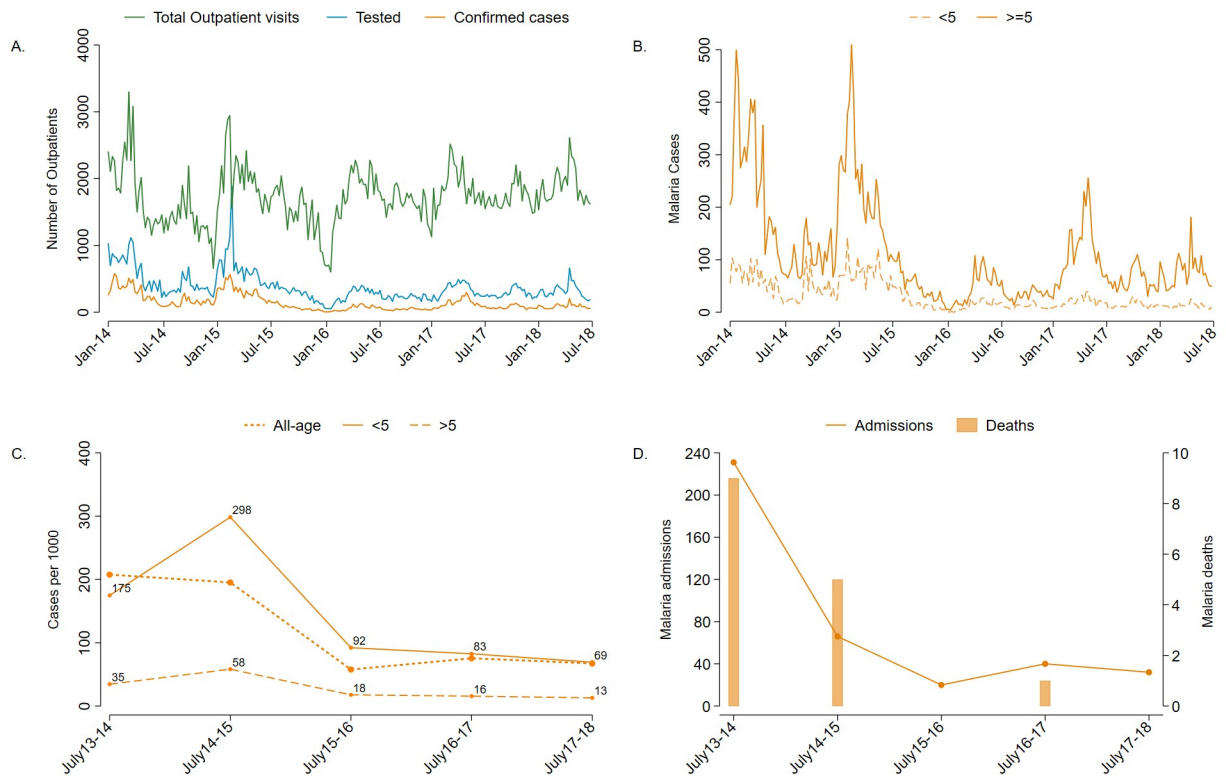 Total Outpatient visits Tested Confirmed cases
A.
Number of Outpatients
4000
3000
2000
1000
0
Jan-14 Jul-14 Jan-15 Jul-15 Jan-16 Jul-16 Jan-17 Jul-17 Jan-18 Jul-18
<5 >=5
B.
Malaria Cases
500
400
300
200
100
0
Jan-14 Jul-14 Jan-15 Jul-15 Jan-16 Jul-16 Jan-17 Jul-17 Jan-18 Jul-18
All-age <5 >5
C.
Cases per 1000
400
300
200
100
0
175 298 92 83 69
35 58 18 16 13
July13-14 July14-15 July15-16 July16-17 July17-18
Admissions Deaths
D.
Malaria admissions
240
200
160
120
80
40
0
10
8
6
4
2
0
Malaria deaths
July13-14 July14-15 July15-16 July16-17 July17-18